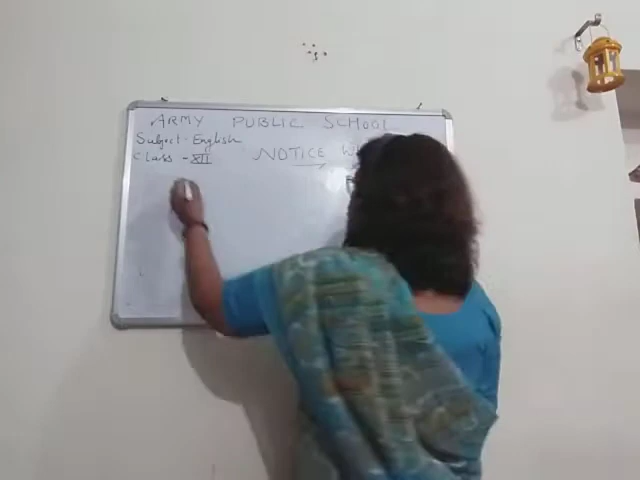 ARMY PUBLIC SCHOOL
Subject - English
Class - XII
NOTICE